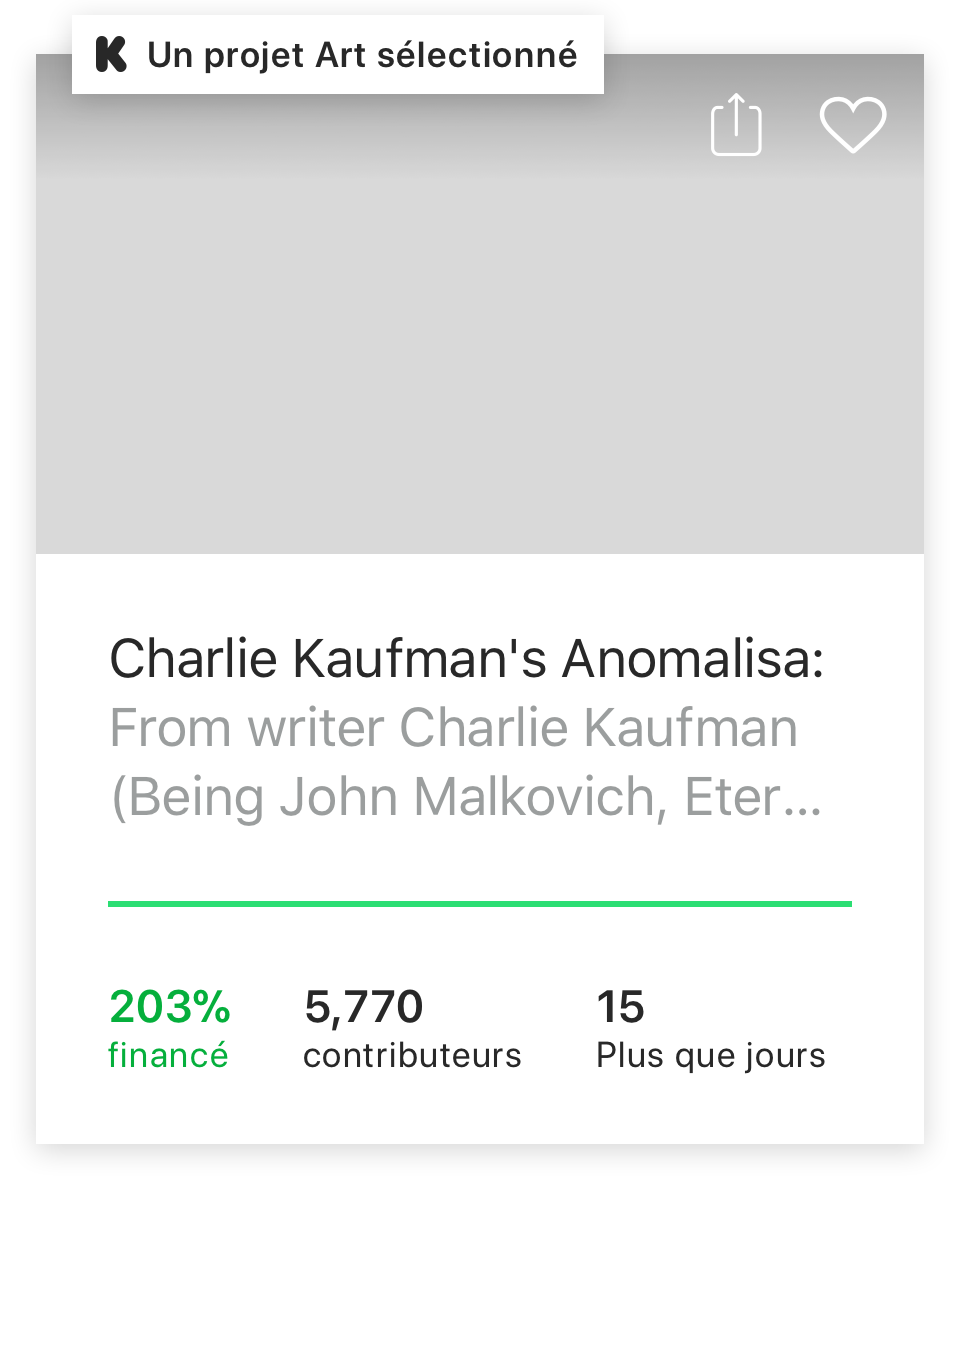 Un projet Art sélectionné
Charlie Kaufman's Anomalisa:
From writer Charlie Kaufman
(Being John Malkovich, Eter...
203%
financé
5,770
contributeurs
15
Plus que jours